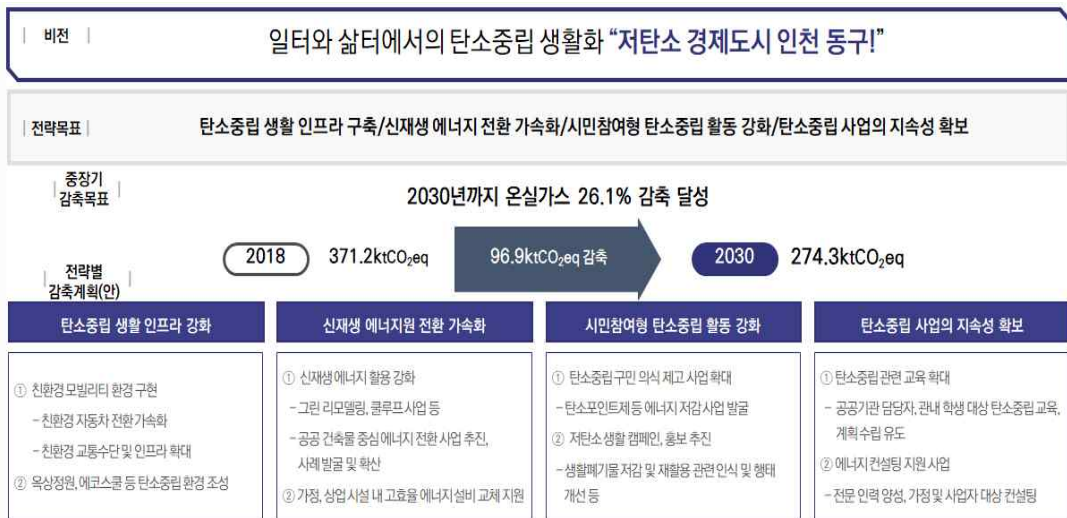 | 비전 |
일터와 삶터에서의 탄소중립 생활화 “저탄소 경제도시 인천 동구!”
| 전략목표 |
탄소중립 생활 인프라 구축/신재생 에너지 전환 가속화/시민참여형 탄소중립 활동 강화/탄소중립 사업의 지속성 확보
| 중장기
감축목표 |
2030년까지 온실가스 26.1% 감축 달성
2018
371.2ktCO₂eq
96.9ktCO₂eq 감축
2030
274.3ktCO₂eq
| 전략별
감축계획(안) |
탄소중립 생활 인프라 강화
① 친환경 모빌리티 환경 구현
– 친환경 자동차 전환 가속화
– 친환경 교통수단 및 인프라 확대
② 옥상정원, 에코스쿨 등 탄소중립 환경 조성
신재생 에너지원 전환 가속화
① 신재생 에너지 활용 강화
– 그린 리모델링, 쿨루프 사업 등
– 공공 건축물 중심 에너지 전환 사업 추진,
사례 발굴 및 확산
② 가정, 상업 시설 내 고효율 에너지 설비 교체 지원
시민참여형 탄소중립 활동 강화
① 탄소중립 구민 의식 제고 사업 확대
– 탄소포인트제 등 에너지 저감 사업 발굴
② 저탄소 생활 캠페인, 홍보 추진
– 생활폐기물 저감 및 재활용 관련 인식 및 행태
개선 등
탄소중립 사업의 지속성 확보
① 탄소중립 관련 교육 확대
– 공공기관 담당자, 관내 학생 대상 탄소중립 교육,
계획 수립 유도
② 에너지 컨설팅 지원 사업
– 전문 인력 양성, 가정 및 사업자 대상 컨설팅